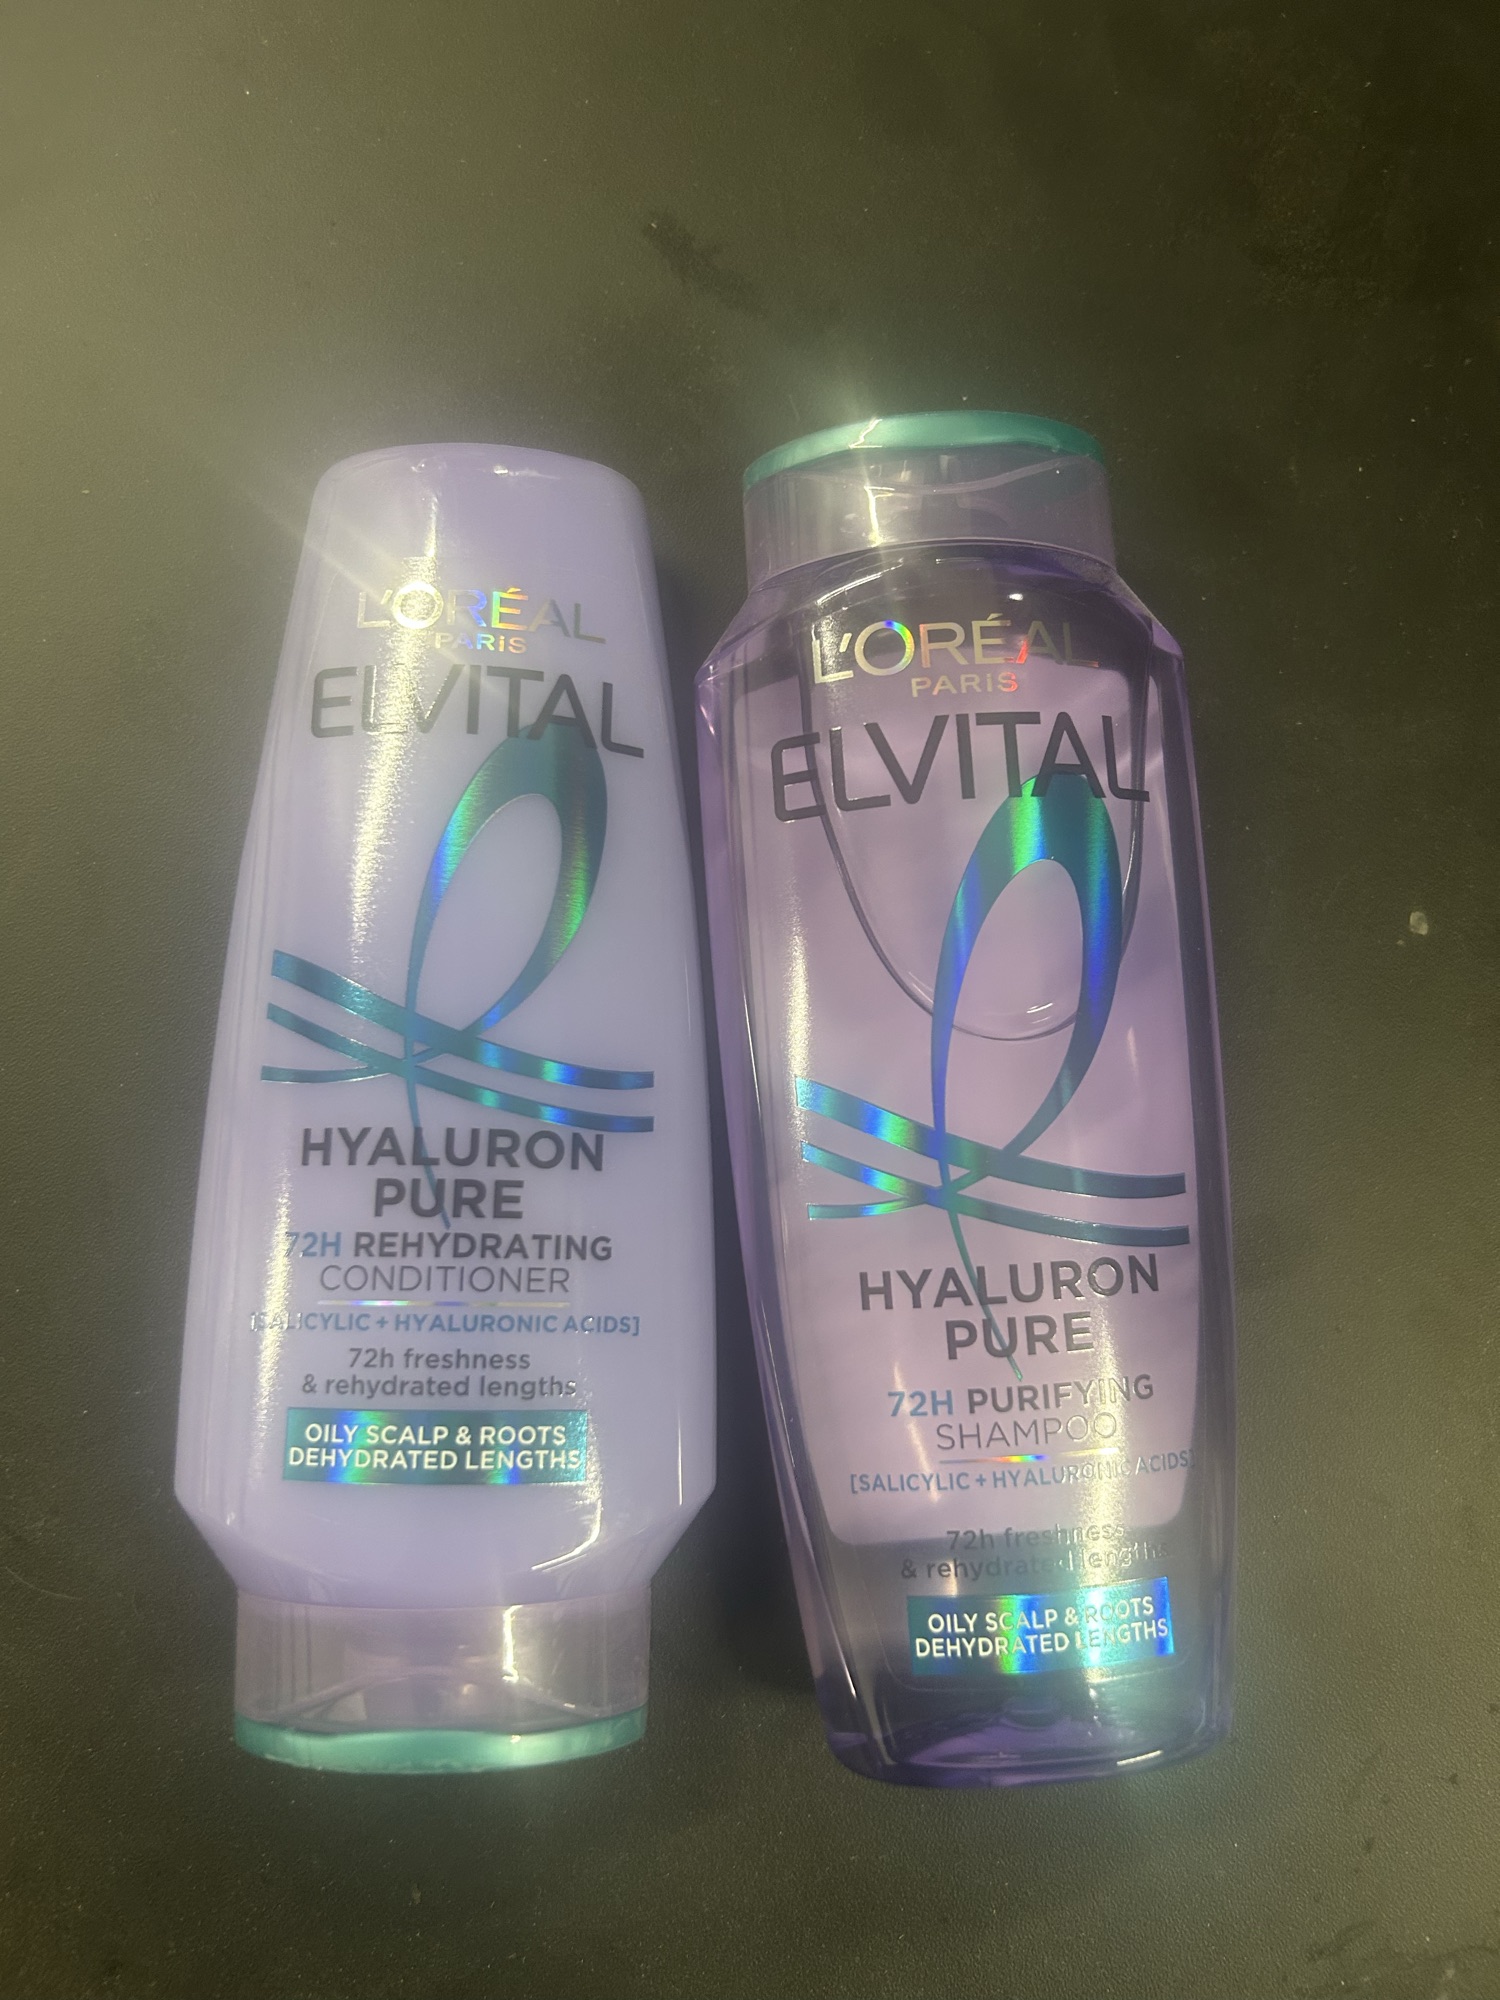 L'ORÉAL
PARIS
ELVITAL
HYALURON
PURE
72H REHYDRATING
CONDITIONER
[SALICYLIC + HYALURONIC ACIDS]
72h freshness
& rehydrated lengths
OILY SCALP & ROOTS
DEHYDRATED LENGTHS
L'ORÉAL
PARIS
ELVITAL
HYALURON
PURE
72H PURIFYING
SHAMPOO
[SALICYLIC + HYALURONIC ACIDS]
72h freshness
& rehydrated lengths
OILY SCALP & ROOTS
DEHYDRATED LENGTHS